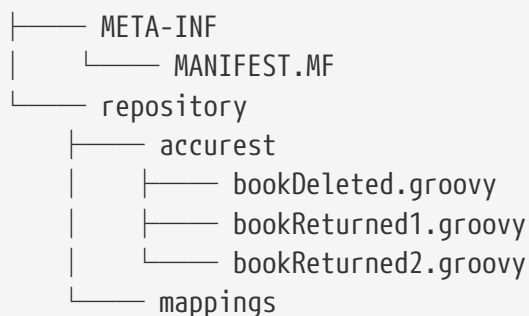 ├── META-INF
│   └── MANIFEST.MF
└── repository
    ├── accurest
    │   ├── bookDeleted.groovy
    │   ├── bookReturned1.groovy
    │   └── bookReturned2.groovy
    └── mappings